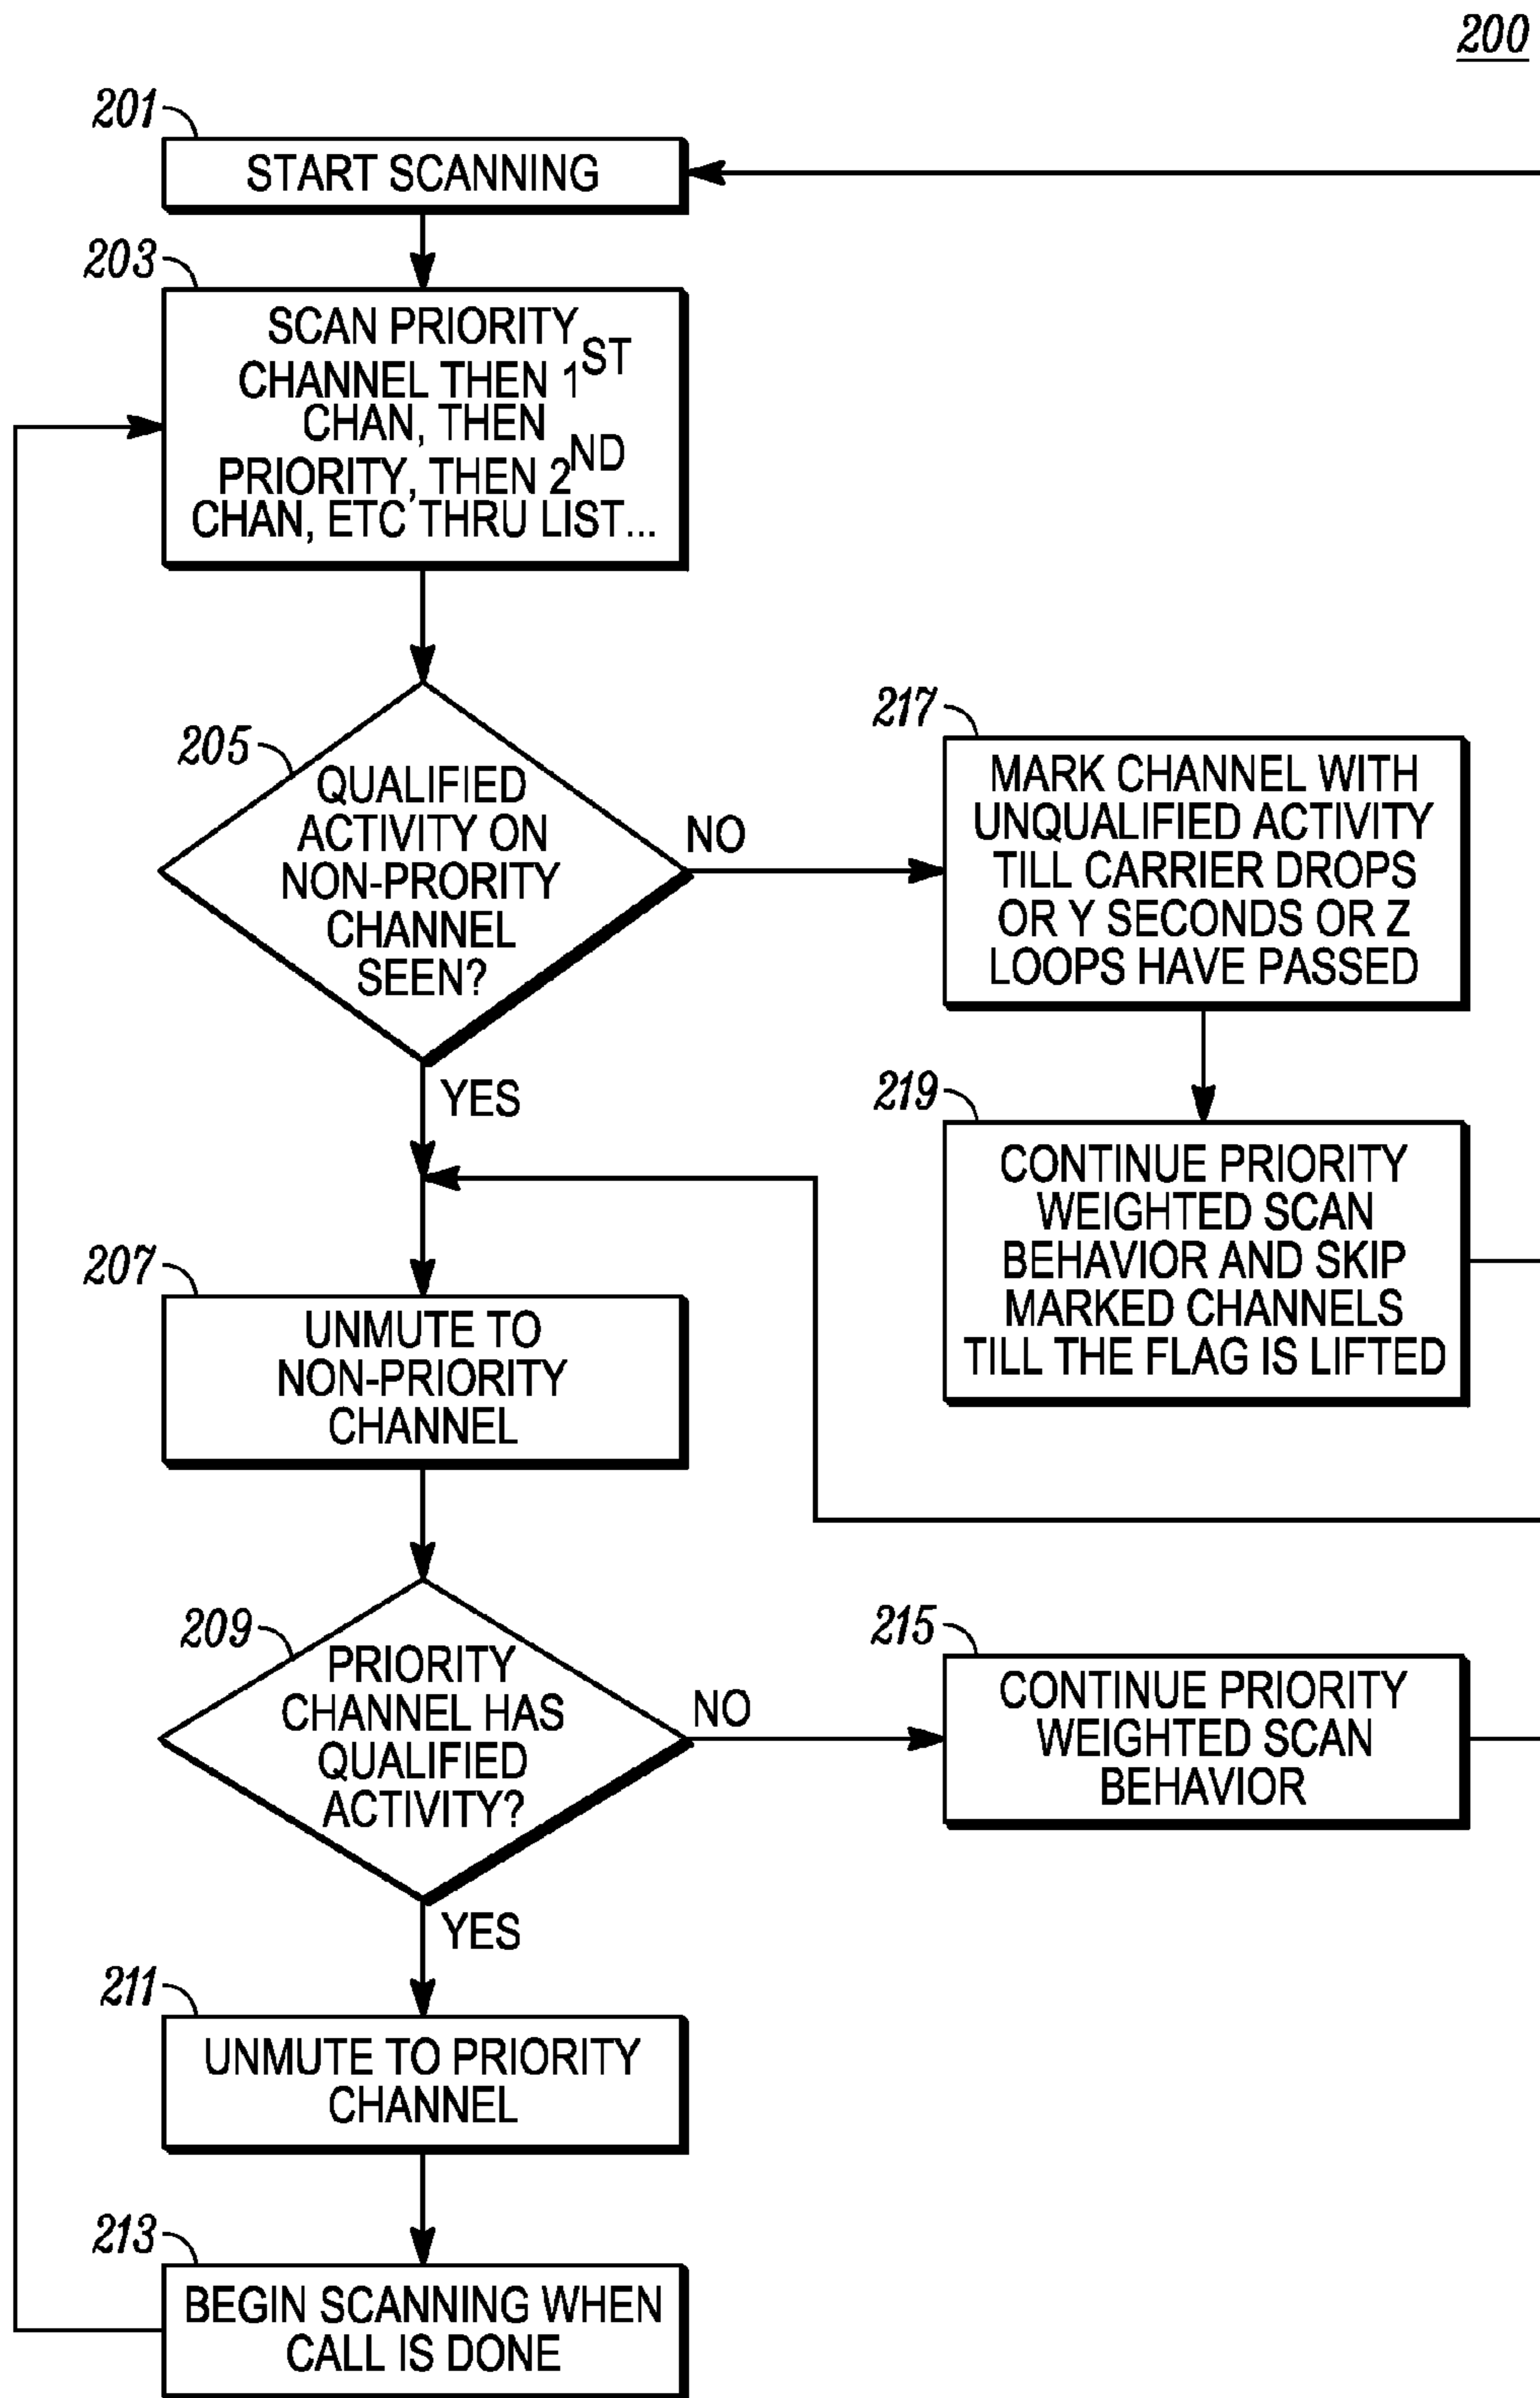 200
201
START SCANNING
203
SCAN PRIORITY
CHANNEL THEN 1ST
CHAN, THEN
PRIORITY, THEN 2ND
CHAN, ETC THRU LIST...
205
QUALIFIED
ACTIVITY ON
NON-PRORITY
CHANNEL
SEEN?
NO
YES
217
MARK CHANNEL WITH
UNQUALIFIED ACTIVITY
TILL CARRIER DROPS
OR Y SECONDS OR Z
LOOPS HAVE PASSED
219
CONTINUE PRIORITY
WEIGHTED SCAN
BEHAVIOR AND SKIP
MARKED CHANNELS
TILL THE FLAG IS LIFTED
207
UNMUTE TO
NON-PRIORITY
CHANNEL
209
PRIORITY
CHANNEL HAS
QUALIFIED
ACTIVITY?
NO
YES
215
CONTINUE PRIORITY
WEIGHTED SCAN
BEHAVIOR
211
UNMUTE TO PRIORITY
CHANNEL
213
BEGIN SCANNING WHEN
CALL IS DONE